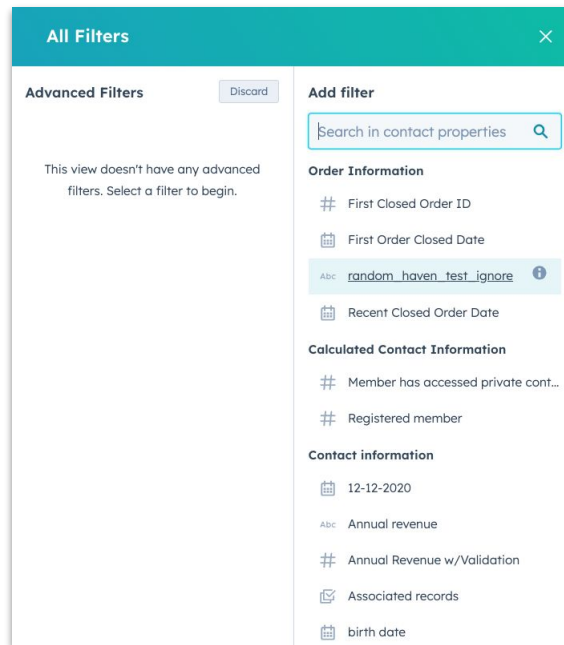 All Filters
Advanced Filters
Discard
This view doesn't have any advanced
filters. Select a filter to begin.
Add filter
Search in contact properties
Order Information
First Closed Order ID
First Order Closed Date
Abc random_haven_test_ignore
Recent Closed Order Date
Calculated Contact Information
Member has accessed private cont...
Registered member
Contact information
12-12-2020
Abc Annual revenue
Annual Revenue w/Validation
Associated records
birth date